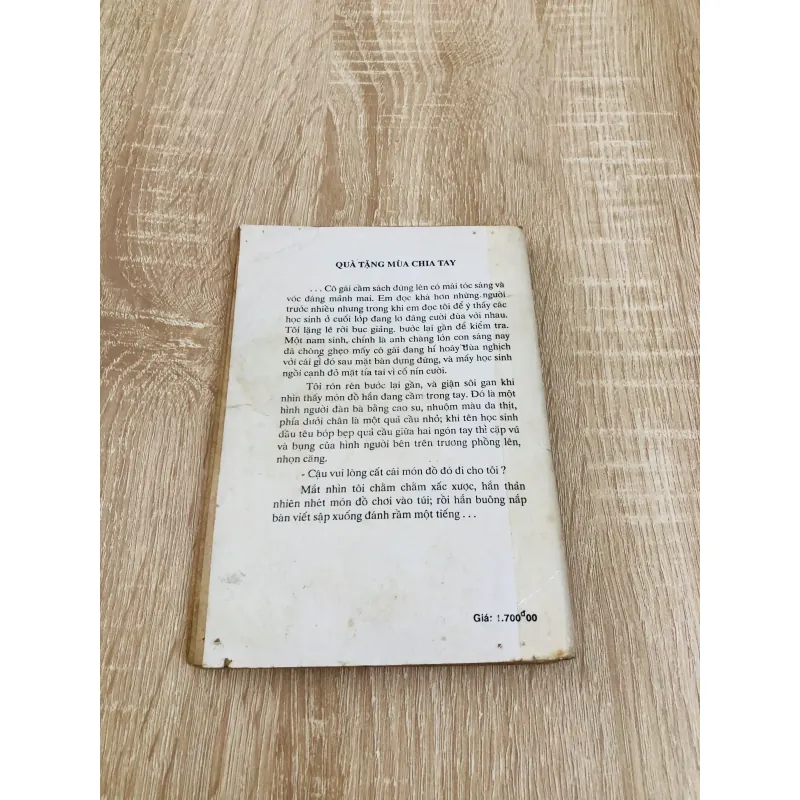 QUÀ TẶNG MÙA CHIA TAY
. . . Cô gái cầm sách đứng lên có mái tóc sáng và
vóc dáng mảnh mai. Em đọc khá hơn những người
trước nhiều nhưng trong khi em đọc tôi để ý thấy các
học sinh ở cuối lớp đang lơ đãng cười đùa với nhau.
Tôi lặng lẽ rời bục giảng, bước lại gần để kiểm tra.
Một nam sinh, chính là anh chàng lỏn con sáng nay
đã chòng ghẹo mấy cô gái đang hí hoáy đùa nghịch
với cái gì đó sau mặt bàn dựng đứng, và mấy học sinh
ngồi cạnh đỏ mặt tía tai vì cố nín cười.
Tôi rón rén bước lại gần, và giận sôi gan khi
nhìn thấy món đồ hắn đang cầm trong tay. Đó là một
hình người đàn bà bằng cao su, nhuộm màu da thịt,
phía dưới chân là một quả cầu nhỏ; khi tên học sinh
đầu têu bóp bẹp quả cầu giữa hai ngón tay thì cặp vú
và bụng của hình người bên trên trương phồng lên,
nhọn căng.
- Cậu vui lòng cất cái món đồ đó đi cho tôi ?
Mắt nhìn tôi chằm chằm xấc xược, hắn thản
nhiên nhét món đồ chơi vào túi; rồi hắn buông nắp
bàn viết sập xuống đánh rầm một tiếng . . .
Giá: 1.700đ00